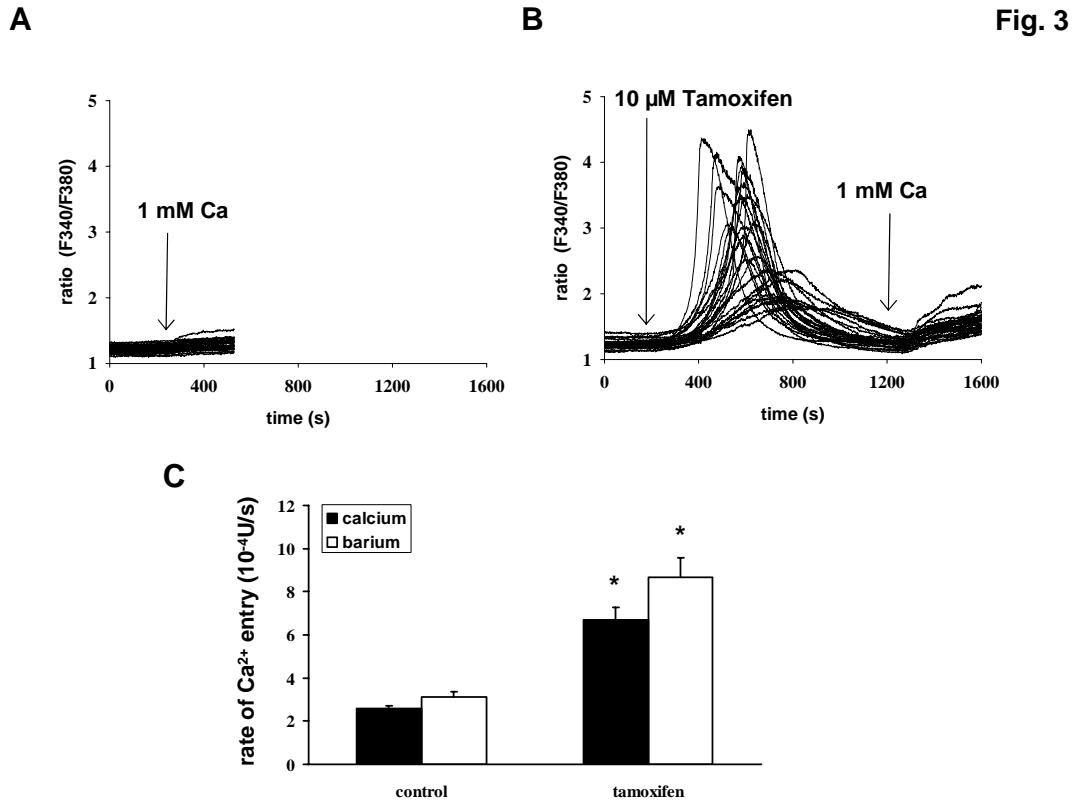 A
B
Fig. 3
5
4
3
2
1
ratio (F340/F380)
1 mM Ca
0
400
800
1200
1600
time (s)
5
4
3
2
1
ratio (F340/F380)
10 µM Tamoxifen
1 mM Ca
0
400
800
1200
1600
time (s)
C
12
10
8
6
4
2
0
rate of Ca²⁺ entry (10⁻⁴U/s)
calcium
barium
*
*
control
tamoxifen